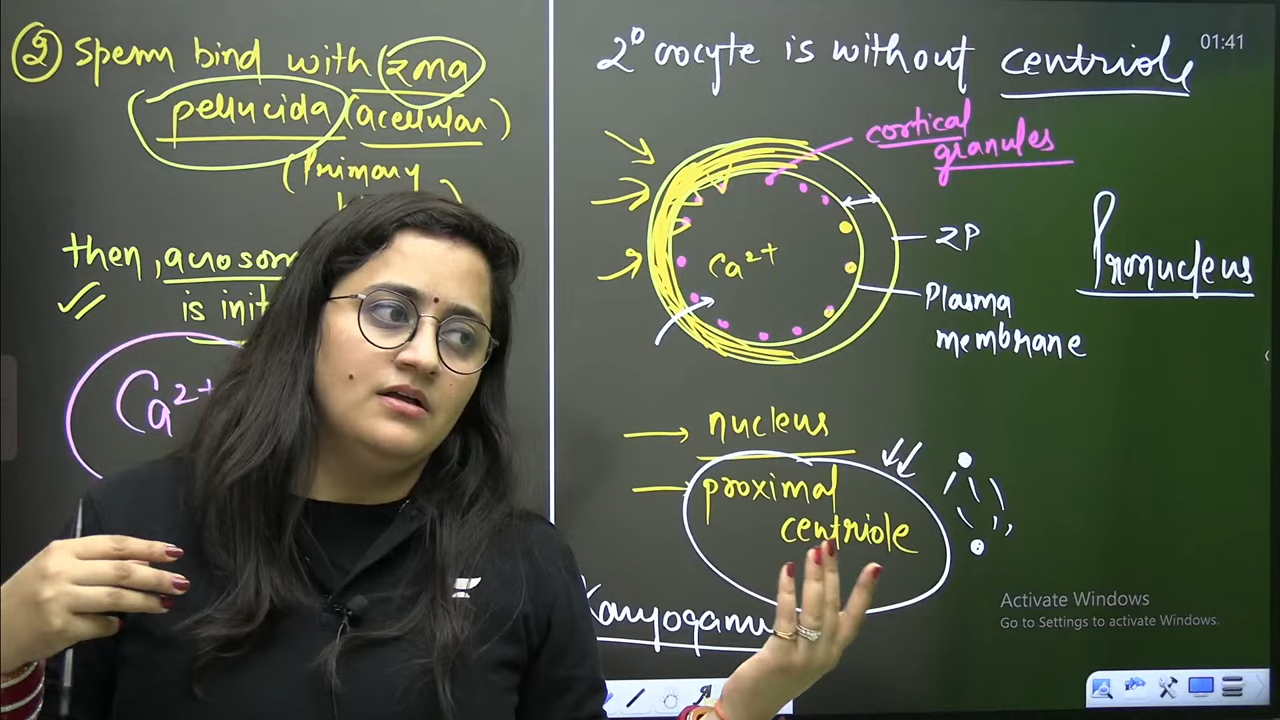 ② Sperm bind with (zona
pellucida (acellular)
(Primary
then, acrosom
is init
Ca²⁺
2° oocyte is without centriole
01:41
cortical
granules
Ca²⁺
ZP
Plasma
membrane
Pronucleus
→ nucleus
→ proximal
centriole
Karyogamy
Activate Windows
Go to Settings to activate Windows.